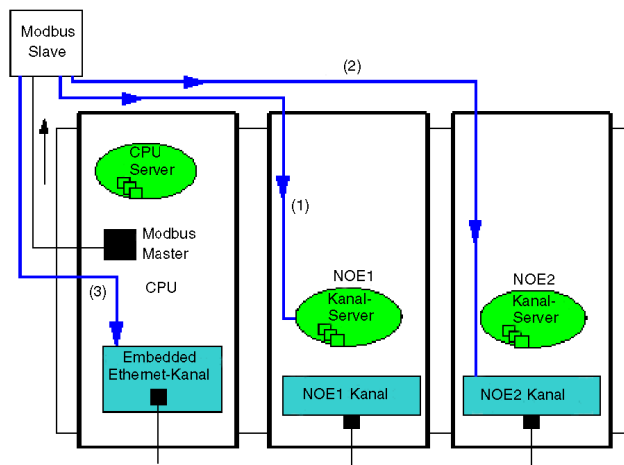 Modbus
Slave
(2)
CPU
Server
(1)
Modbus
Master
NOE1
NOE2
CPU
(3)
Kanal-
Server
Kanal-
Server
Embedded
Ethernet-Kanal
NOE1 Kanal
NOE2 Kanal